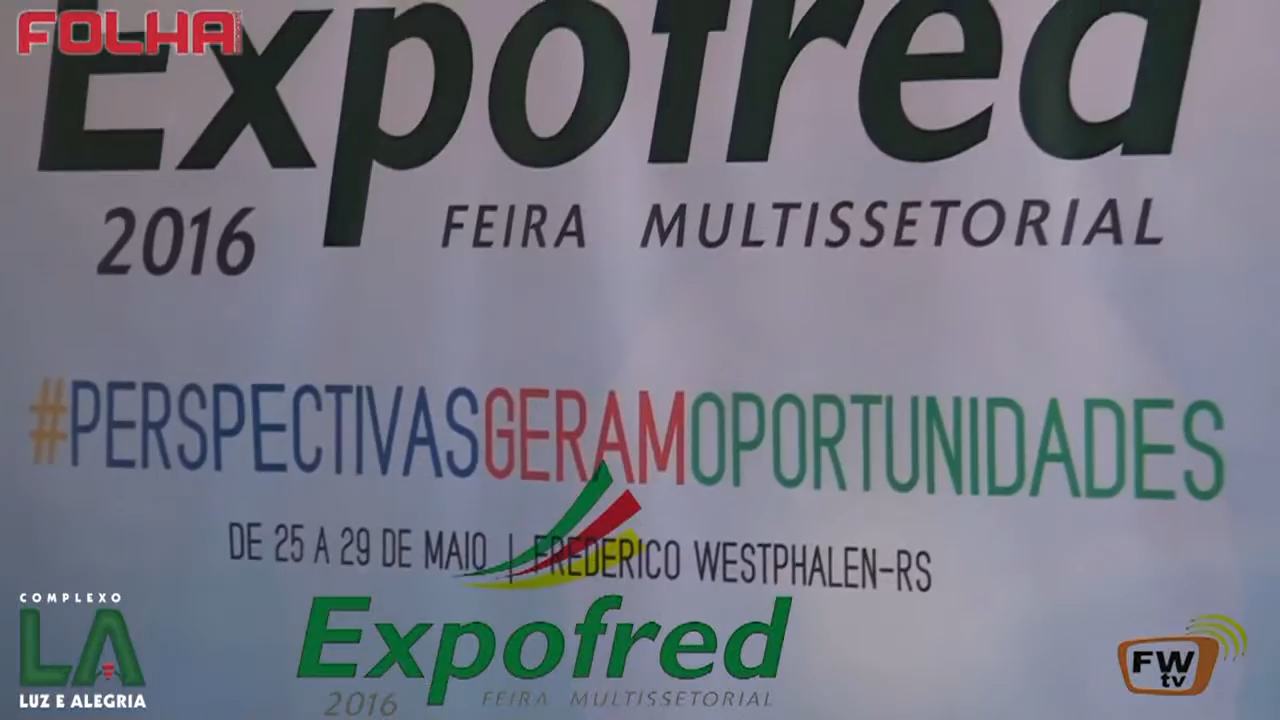 FOLHA
Expofred
2016 FEIRA MULTISSETORIAL
#PERSPECTIVASGERAMOPORTUNIDADES
DE 25 A 29 DE MAIO | FREDERICO WESTPHALEN-RS
COMPLEXO
LA
LUZ E ALEGRIA
Expofred
2016 FEIRA MULTISSETORIAL
FW
tv